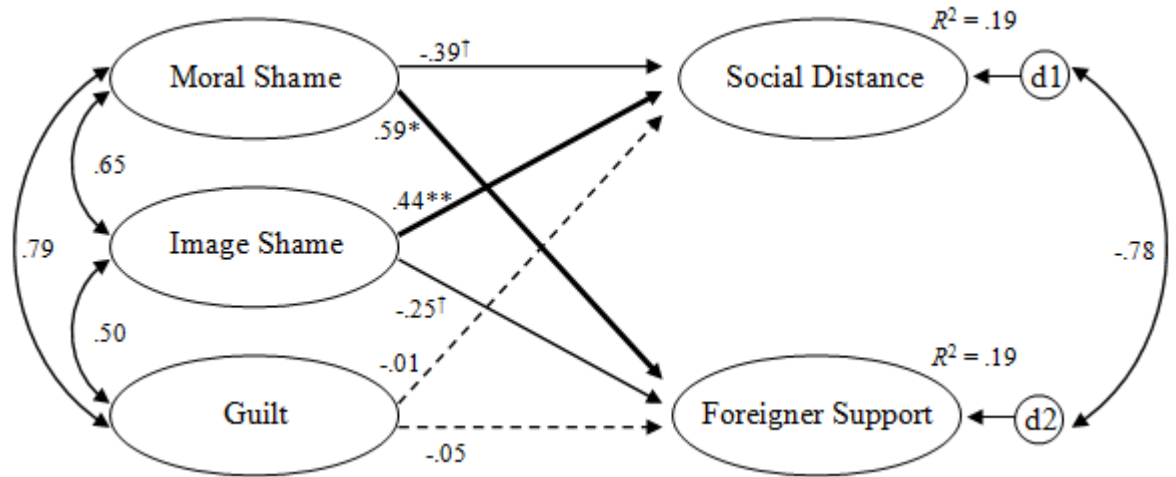 R² = .19
-.39†
Moral Shame
Social Distance
d1
.59*
.65
.44**
Image Shame
.79
-.78
-.25†
.50
-.01
R² = .19
Guilt
Foreigner Support
d2
-.05